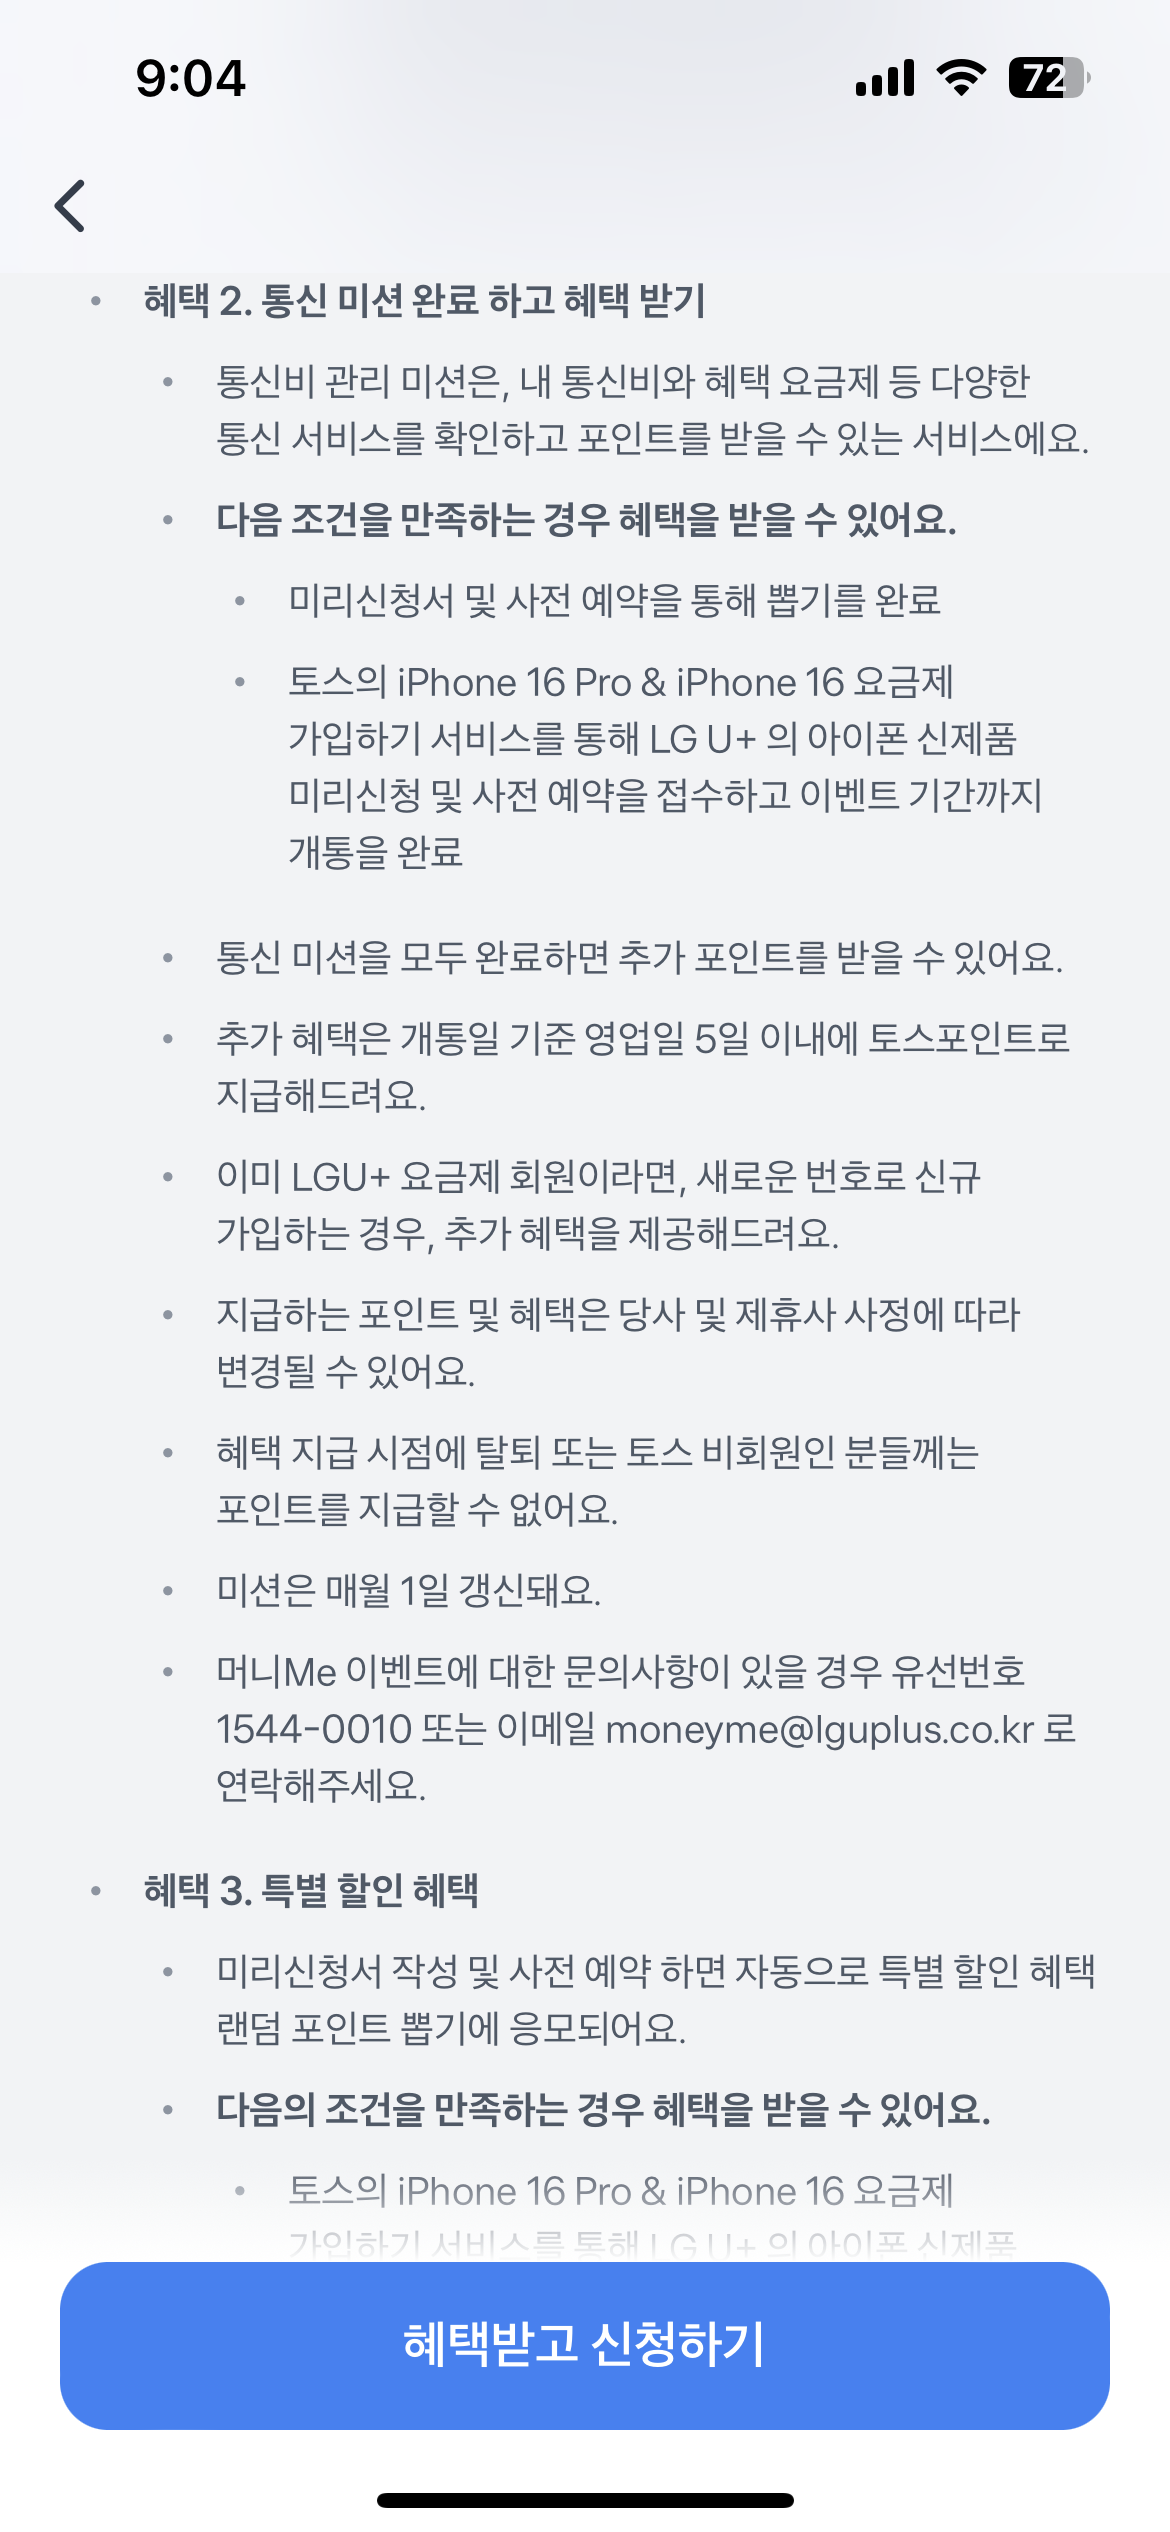 9:04
72
혜택 2. 통신 미션 완료 하고 혜택 받기
통신비 관리 미션은, 내 통신비와 혜택 요금제 등 다양한
통신 서비스를 확인하고 포인트를 받을 수 있는 서비스에요.
다음 조건을 만족하는 경우 혜택을 받을 수 있어요.
미리신청서 및 사전 예약을 통해 뽑기를 완료
토스의 iPhone 16 Pro & iPhone 16 요금제
가입하기 서비스를 통해 LG U+ 의 아이폰 신제품
미리신청 및 사전 예약을 접수하고 이벤트 기간까지
개통을 완료
통신 미션을 모두 완료하면 추가 포인트를 받을 수 있어요.
추가 혜택은 개통일 기준 영업일 5일 이내에 토스포인트로
지급해드려요.
이미 LGU+ 요금제 회원이라면, 새로운 번호로 신규
가입하는 경우, 추가 혜택을 제공해드려요.
지급하는 포인트 및 혜택은 당사 및 제휴사 사정에 따라
변경될 수 있어요.
혜택 지급 시점에 탈퇴 또는 토스 비회원인 분들께는
포인트를 지급할 수 없어요.
미션은 매월 1일 갱신돼요.
머니Me 이벤트에 대한 문의사항이 있을 경우 유선번호
1544-0010 또는 이메일 moneyme@lguplus.co.kr 로
연락해주세요.
혜택 3. 특별 할인 혜택
미리신청서 작성 및 사전 예약 하면 자동으로 특별 할인 혜택
랜덤 포인트 뽑기에 응모되어요.
다음의 조건을 만족하는 경우 혜택을 받을 수 있어요.
토스의 iPhone 16 Pro & iPhone 16 요금제
가입하기 서비스를 통해 LG U+ 의 아이폰 신제품
혜택받고 신청하기